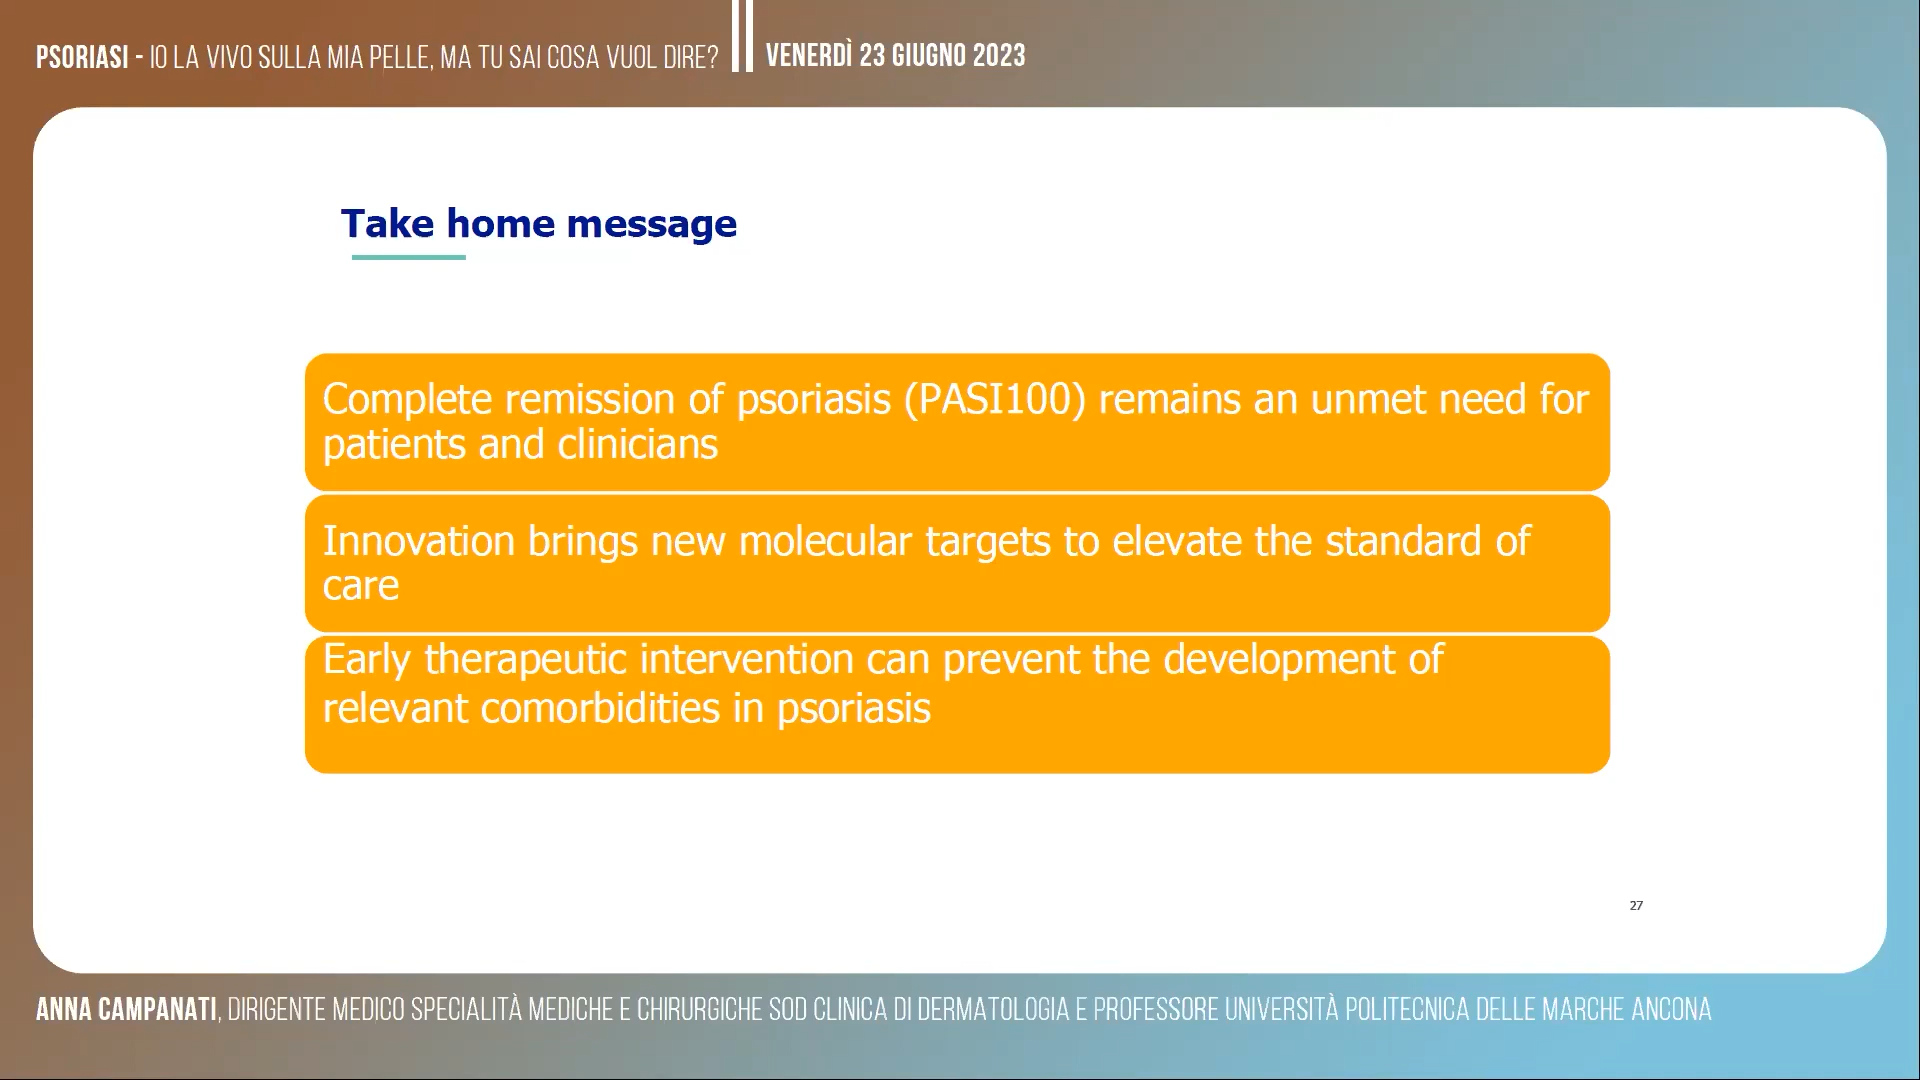 PSORIASI - IO LA VIVO SULLA MIA PELLE, MA TU SAI COSA VUOL DIRE?
VENERDÌ 23 GIUGNO 2023
Take home message
Complete remission of psoriasis (PASI100) remains an unmet need for
patients and clinicians
Innovation brings new molecular targets to elevate the standard of
care
Early therapeutic intervention can prevent the development of
relevant comorbidities in psoriasis
27
ANNA CAMPANATI, DIRIGENTE MEDICO SPECIALITÀ MEDICHE E CHIRURGICHE SOD CLINICA DI DERMATOLOGIA E PROFESSORE UNIVERSITÀ POLITECNICA DELLE MARCHE ANCONA